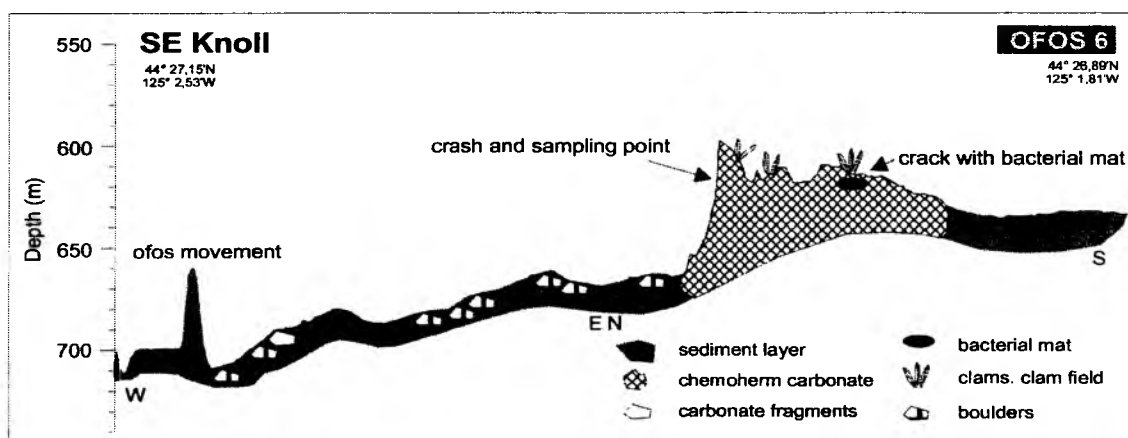 SE Knoll
44° 27,15'N
125° 2,53'W
OFOS 6
44° 26,89'N
125° 1,81'W
Depth (m)
550
600
650
700
crash and sampling point
crack with bacterial mat
ofos movement
W
EN
S
sediment layer
chemoherm carbonate
carbonate fragments
bacterial mat
clams. clam field
boulders